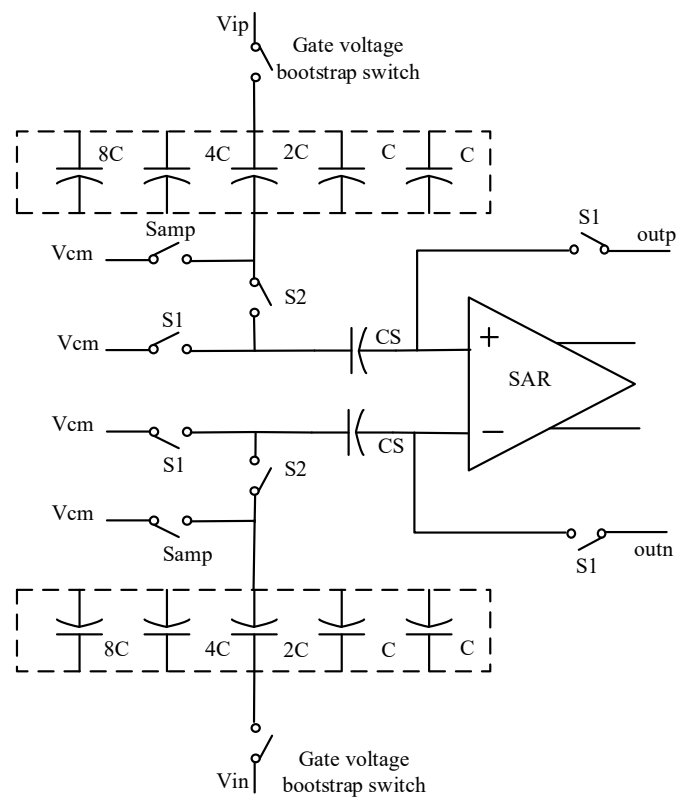 Vip
Gate voltage
bootstrap switch
8C 4C 2C C C
Samp
Vcm
S1
outp
S2
S1
Vcm
CS
+
SAR
Vcm
−
CS
S1
S2
Vcm
Samp
outn
S1
8C 4C 2C C C
Gate voltage
Vin
bootstrap switch